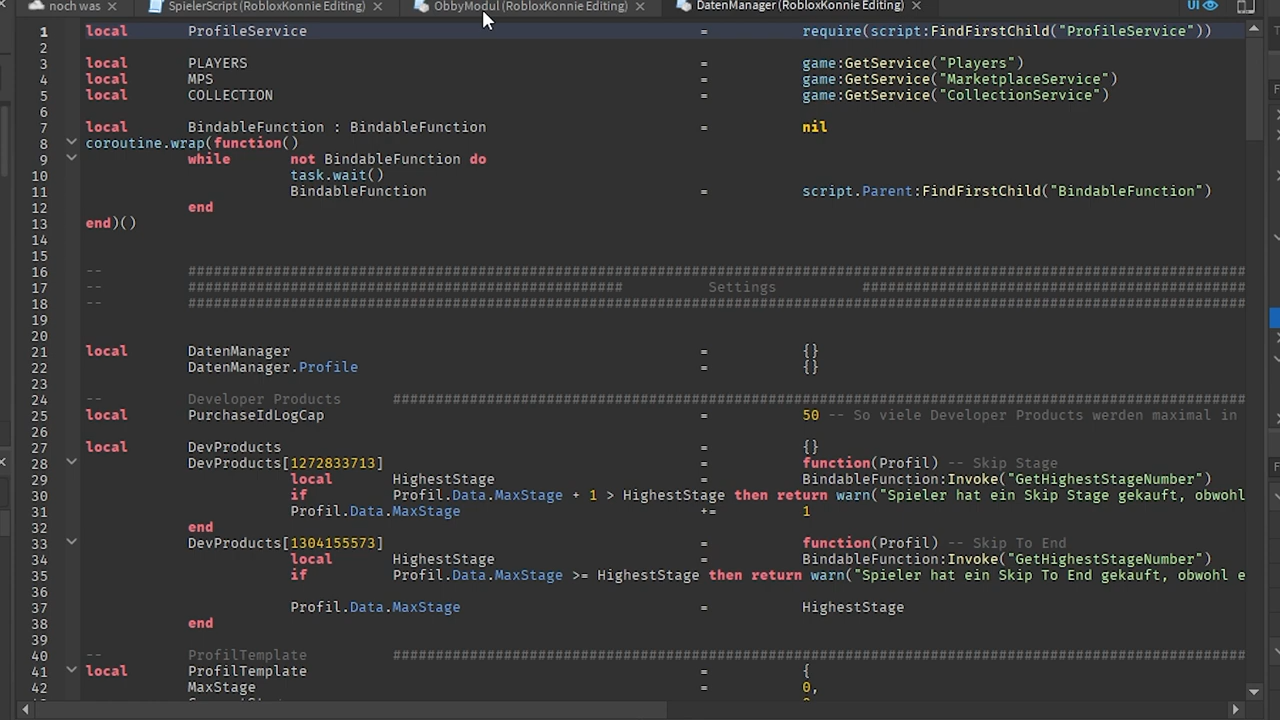 noch was × SpielerScript (RobloxKonnie Editing) × ObbyModul (RobloxKonnie Editing) × DatenManager (RobloxKonnie Editing) × UI
1 local ProfileService = require(script:FindFirstChild("ProfileService"))
2
3 local PLAYERS = game:GetService("Players")
4 local MPS = game:GetService("MarketplaceService")
5 local COLLECTION = game:GetService("CollectionService")
6
7 local BindableFunction : BindableFunction = nil
8 coroutine.wrap(function()
9 while not BindableFunction do
10 task.wait()
11 BindableFunction = script.Parent:FindFirstChild("BindableFunction")
12 end
13 end)()
14
15
16 -- ####################################################################################################
17 -- ################################################### Settings #############################################
18 -- ####################################################################################################
19
20
21 local DatenManager = {}
22 DatenManager.Profile = {}
23
24 -- Developer Products ####################################################################################################
25 local PurchaseIdLogCap = 50 -- So viele Developer Products werden maximal in
26
27 local DevProducts = {}
28 DevProducts[1272833713] = function(Profil) -- Skip Stage
29 local HighestStage = BindableFunction:Invoke("GetHighestStageNumber")
30 if Profil.Data.MaxStage + 1 > HighestStage then return warn("Spieler hat ein Skip Stage gekauft, obwohl
31 Profil.Data.MaxStage += 1
32 end
33 DevProducts[1304155573] = function(Profil) -- Skip To End
34 local HighestStage = BindableFunction:Invoke("GetHighestStageNumber")
35 if Profil.Data.MaxStage >= HighestStage then return warn("Spieler hat ein Skip To End gekauft, obwohl e
36
37 Profil.Data.MaxStage = HighestStage
38 end
39
40 -- ProfilTemplate ####################################################################################################
41 local ProfilTemplate = {
42 MaxStage = 0,